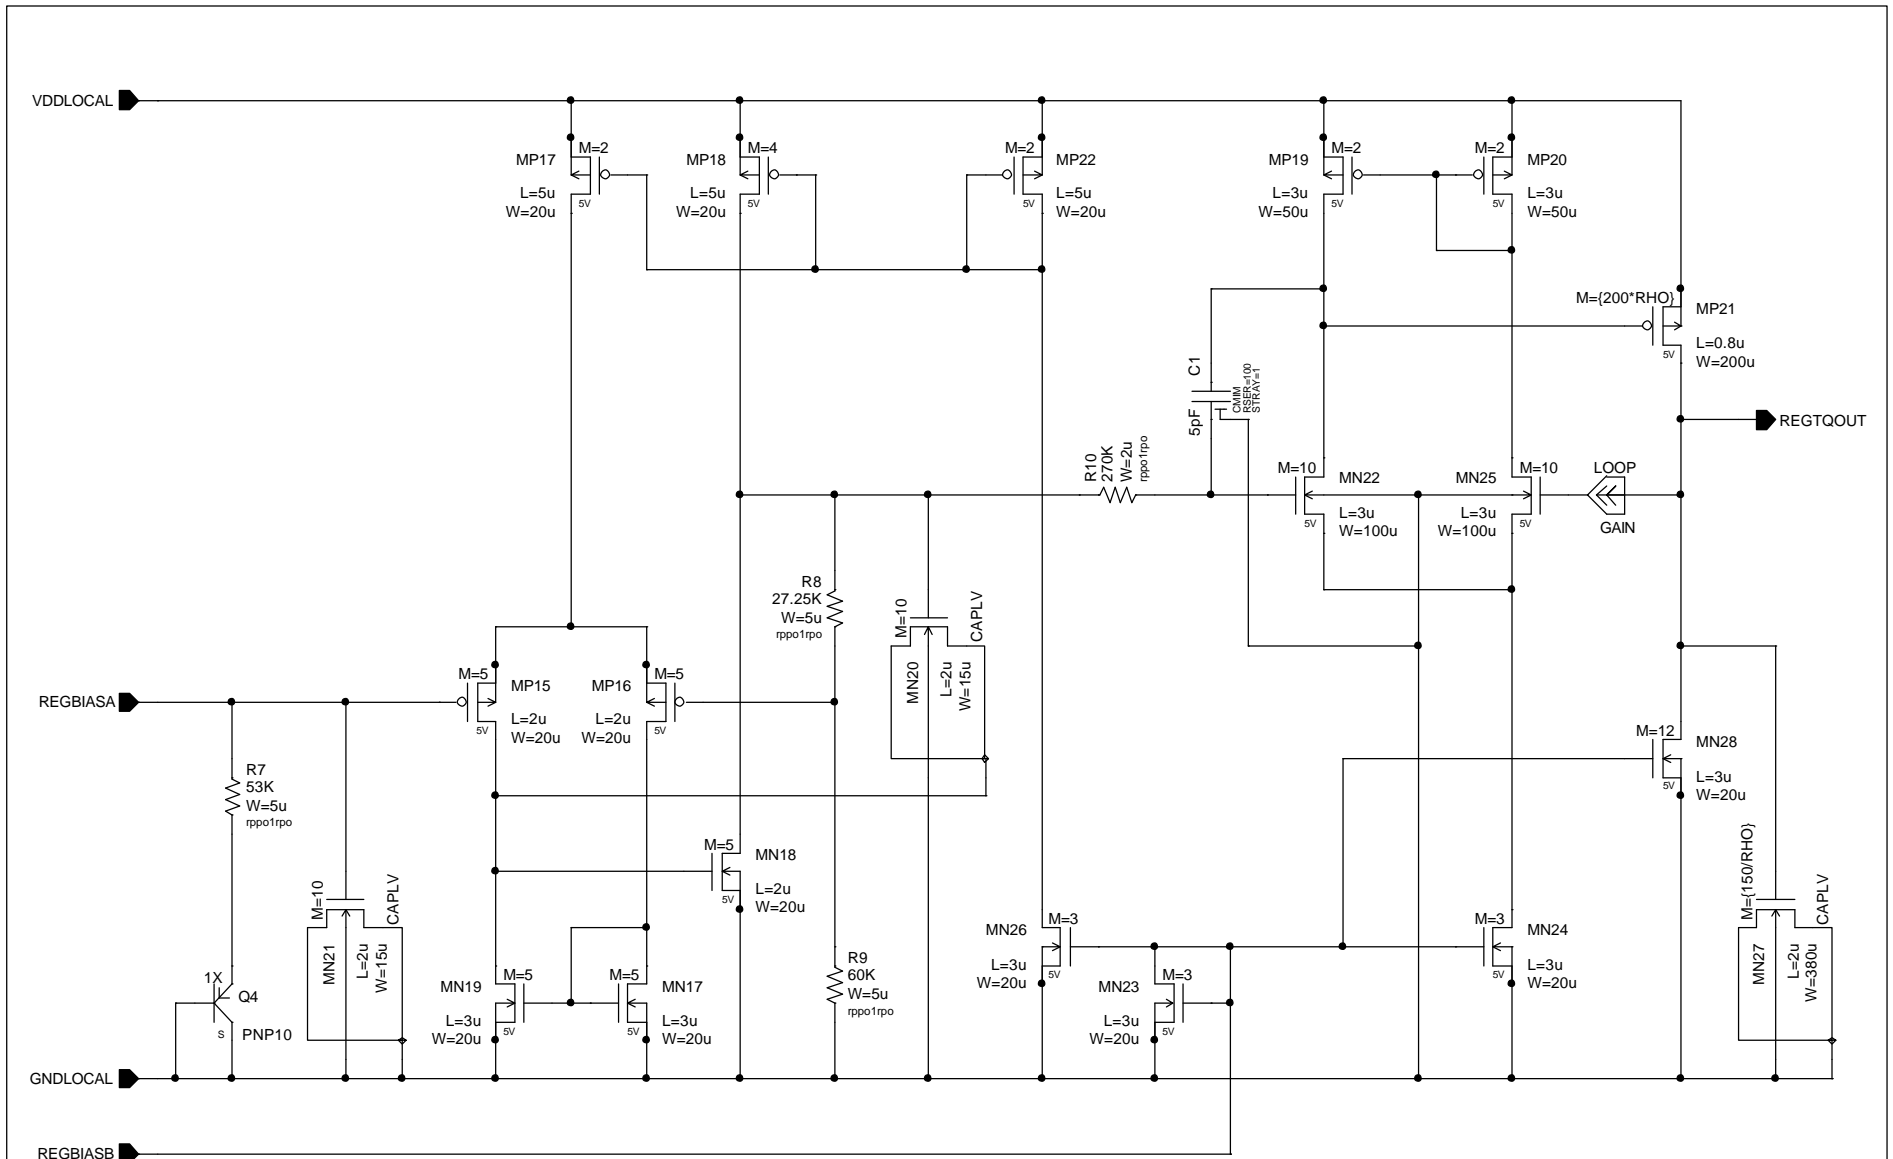 VDDLOCAL
MP17
M=2
L=5u
W=20u
5V
MP18
M=4
L=5u
W=20u
5V
M=2
MP22
L=5u
W=20u
5V
MP19
M=2
L=3u
W=50u
5V
M=2
MP20
L=3u
W=50u
5V
M={200*RHO}
MP21
L=0.8u
W=200u
5V
REGTQOUT
C1
5pF
CMIM
RSER=100
STRAY=1
R10
270K
W=2u
rppo1rpo
M=10
MN22
L=3u
W=100u
5V
MN25
M=10
L=3u
W=100u
5V
LOOP
GAIN
R8
27.25K
W=5u
rppo1rpo
M=10
MN20
L=2u
W=15u
CAPLV
REGBIASA
M=5
MP15
L=2u
W=20u
5V
MP16
M=5
L=2u
W=20u
5V
R7
53K
W=5u
rppo1rpo
M=12
MN28
L=3u
W=20u
5V
M=5
MN18
L=2u
W=20u
5V
M=10
MN21
L=2u
W=15u
CAPLV
1X
Q4
S
PNP10
MN19
M=5
L=3u
W=20u
5V
M=5
MN17
L=3u
W=20u
5V
R9
60K
W=5u
rppo1rpo
MN26
M=3
L=3u
W=20u
5V
MN23
M=3
L=3u
W=20u
5V
M=3
MN24
L=3u
W=20u
5V
M={150/RHO}
MN27
L=2u
W=380u
CAPLV
GNDLOCAL
REGBIASB